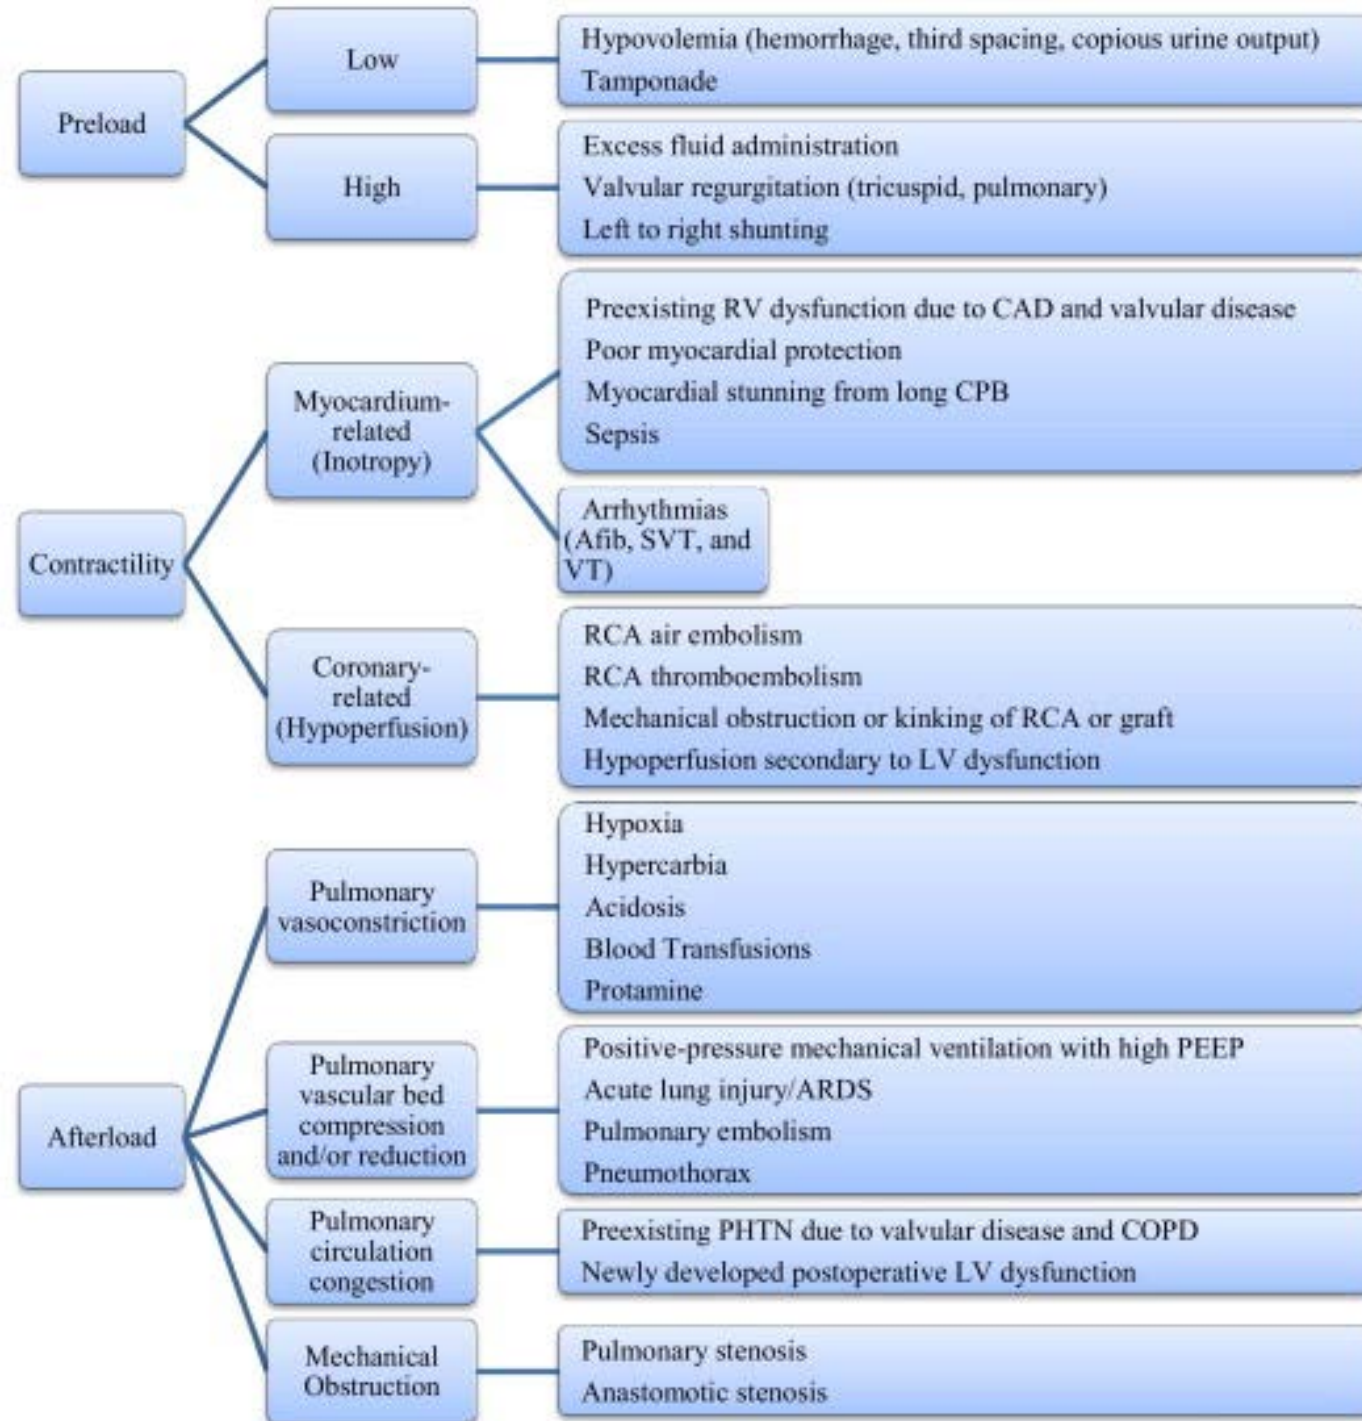 Preload
Low
Hypovolemia (hemorrhage, third spacing, copious urine output)
Tamponade
High
Excess fluid administration
Valvular regurgitation (tricuspid, pulmonary)
Left to right shunting
Contractility
Myocardium-
related
(Inotropy)
Preexisting RV dysfunction due to CAD and valvular disease
Poor myocardial protection
Myocardial stunning from long CPB
Sepsis
Arrhythmias
(Afib, SVT, and
VT)
Coronary-
related
(Hypoperfusion)
RCA air embolism
RCA thromboembolism
Mechanical obstruction or kinking of RCA or graft
Hypoperfusion secondary to LV dysfunction
Afterload
Pulmonary
vasoconstriction
Hypoxia
Hypercarbia
Acidosis
Blood Transfusions
Protamine
Pulmonary
vascular bed
compression
and/or reduction
Positive-pressure mechanical ventilation with high PEEP
Acute lung injury/ARDS
Pulmonary embolism
Pneumothorax
Pulmonary
circulation
congestion
Preexisting PHTN due to valvular disease and COPD
Newly developed postoperative LV dysfunction
Mechanical
Obstruction
Pulmonary stenosis
Anastomotic stenosis